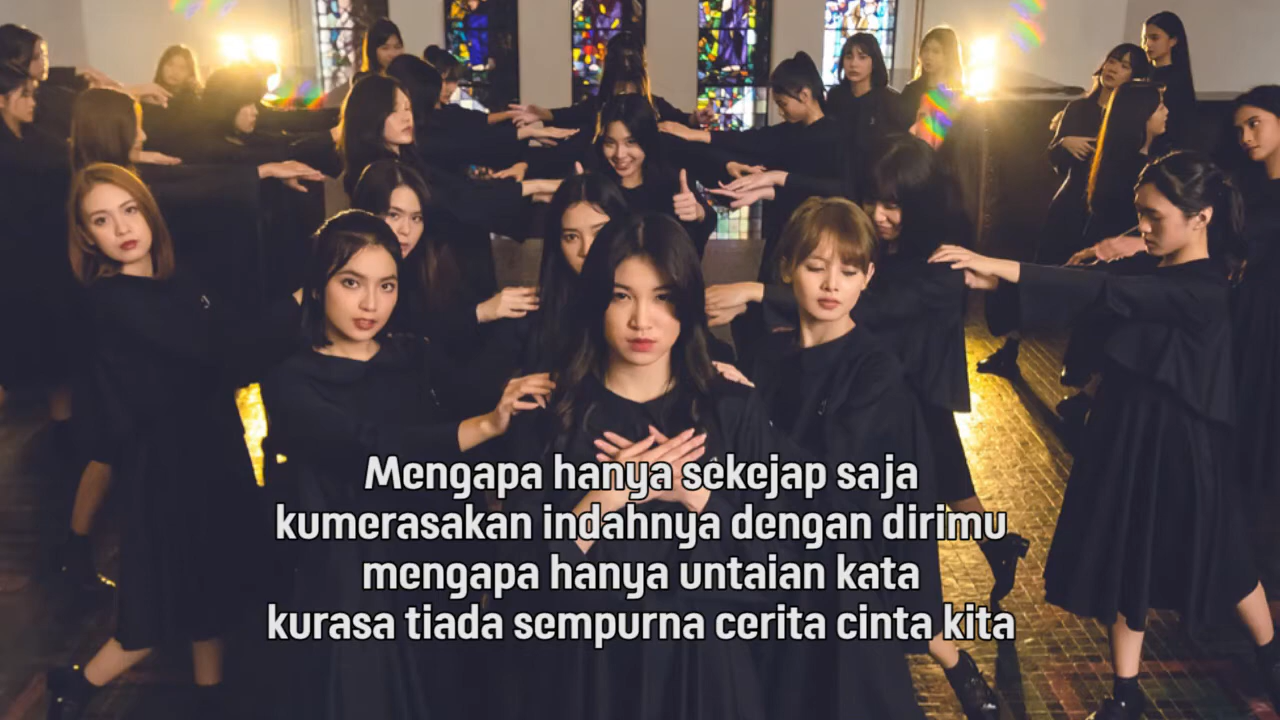 Mengapa hanya sekejap saja
kumerasakan indahnya dengan dirimu
mengapa hanya untaian kata
kurasa tiada sempurna cerita cinta kita